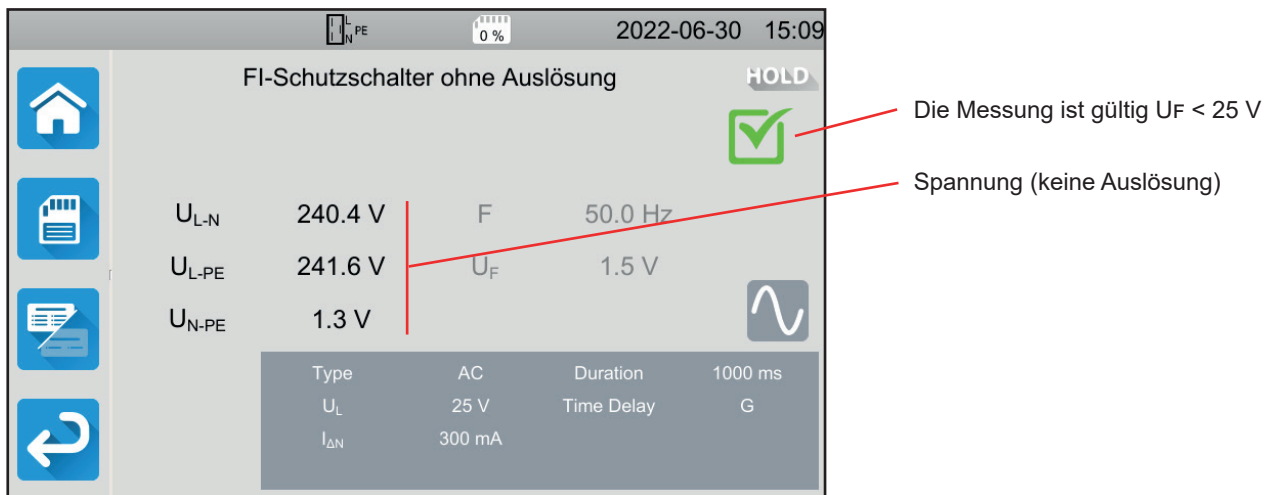 L
N PE
0 %
2022-06-30 15:09
FI-Schutzschalter ohne Auslösung
HOLD
Die Messung ist gültig UF < 25 V
Spannung (keine Auslösung)
UL-N 240.4 V F 50.0 Hz
UL-PE 241.6 V UF 1.5 V
UN-PE 1.3 V
Type AC Duration 1000 ms
UL 25 V Time Delay G
IΔN 300 mA